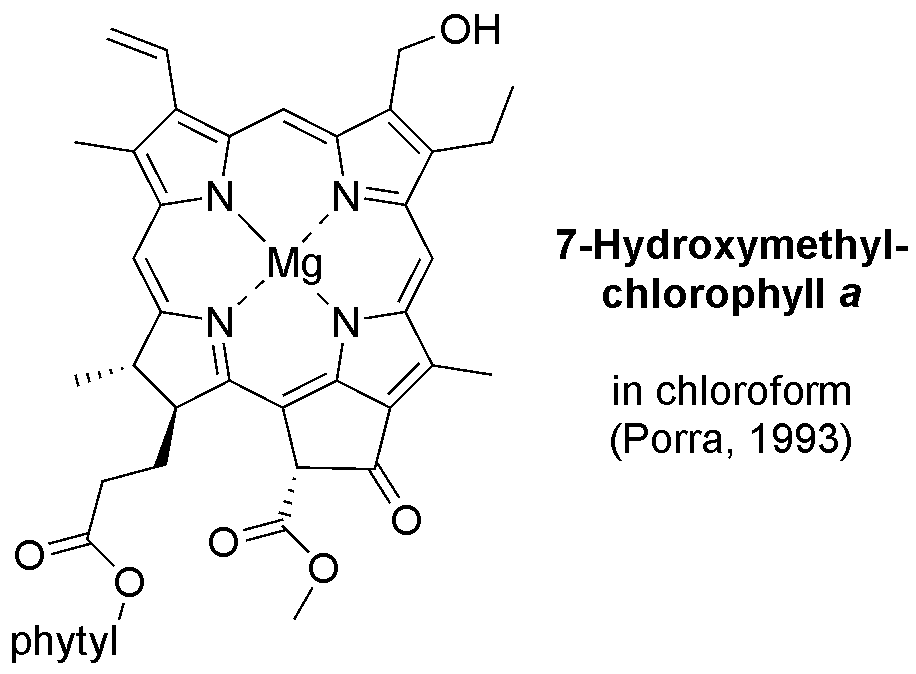 OH
N
N
Mg
N
N
7-Hydroxymethyl-
chlorophyll a
in chloroform
(Porra, 1993)
O
O
O
O
O
phytyl